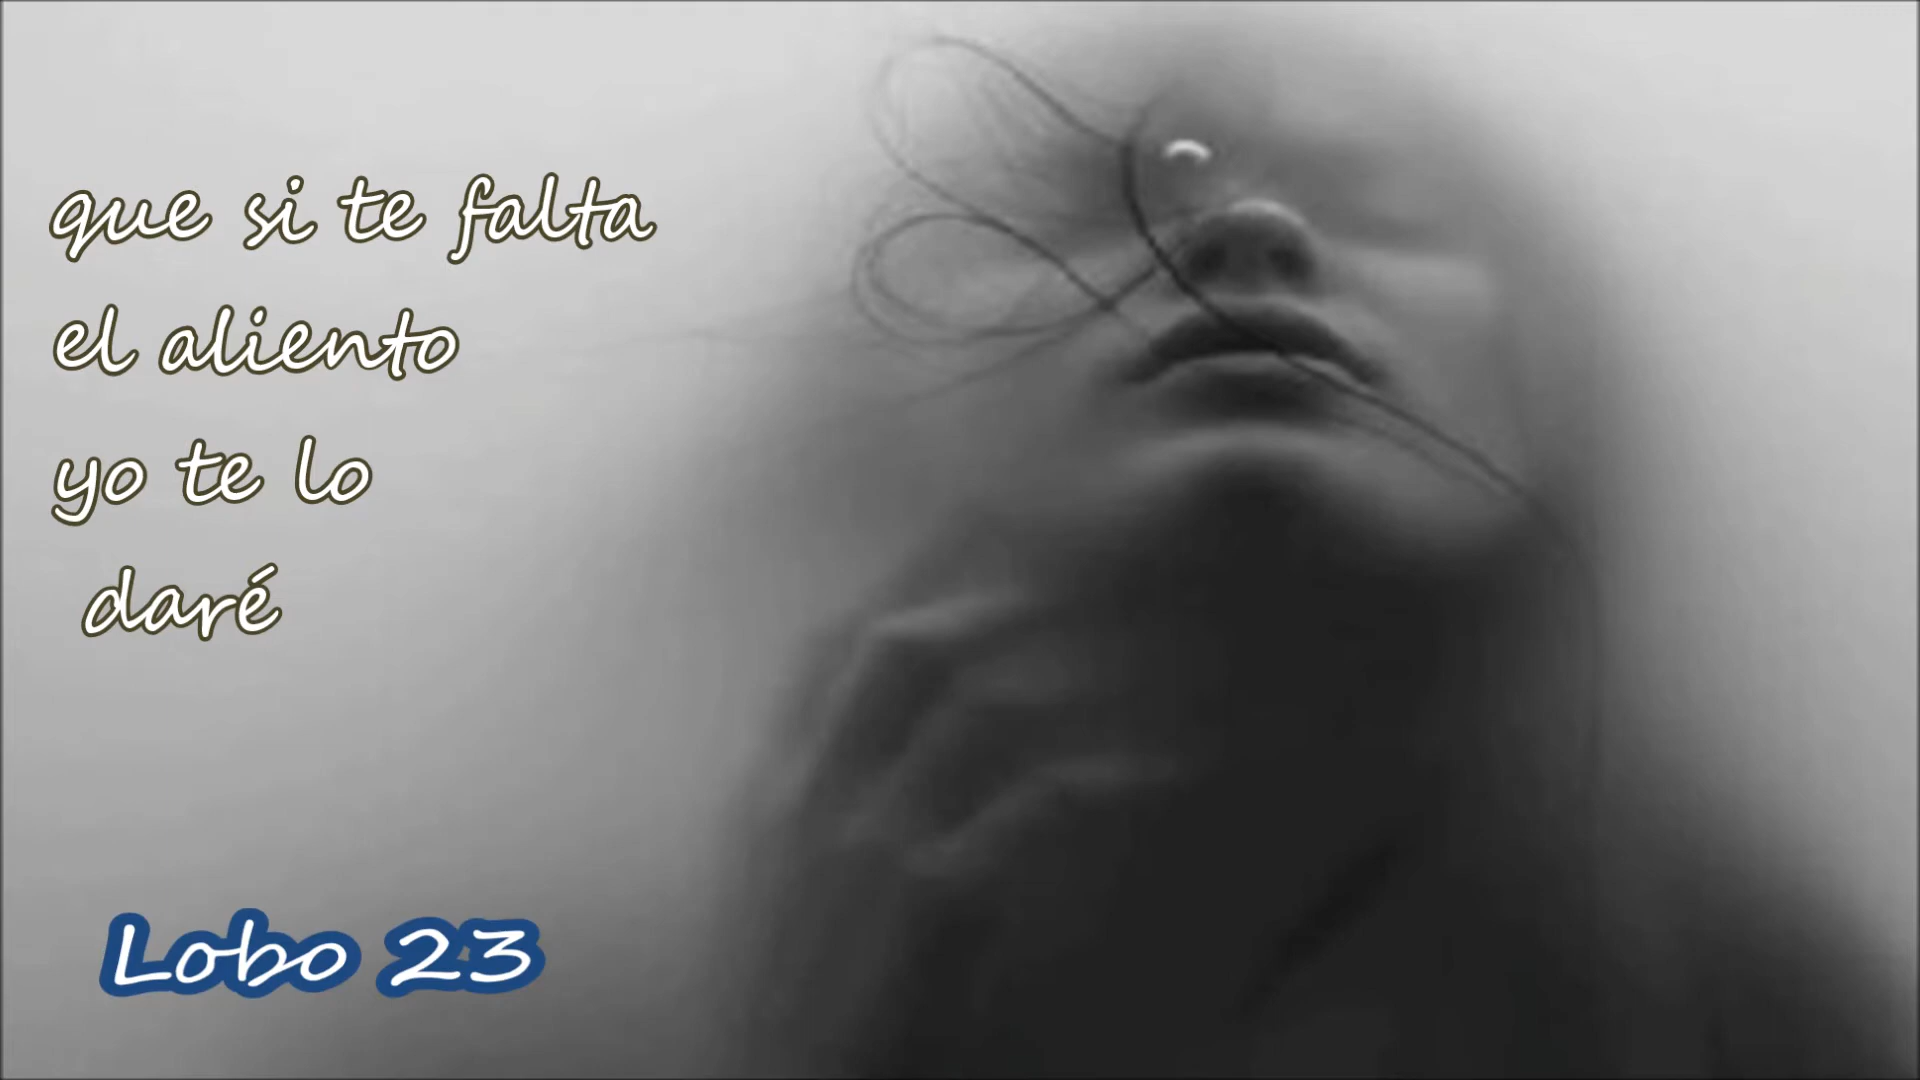 que si te falta
el aliento
yo te lo
daré
Lobo 23